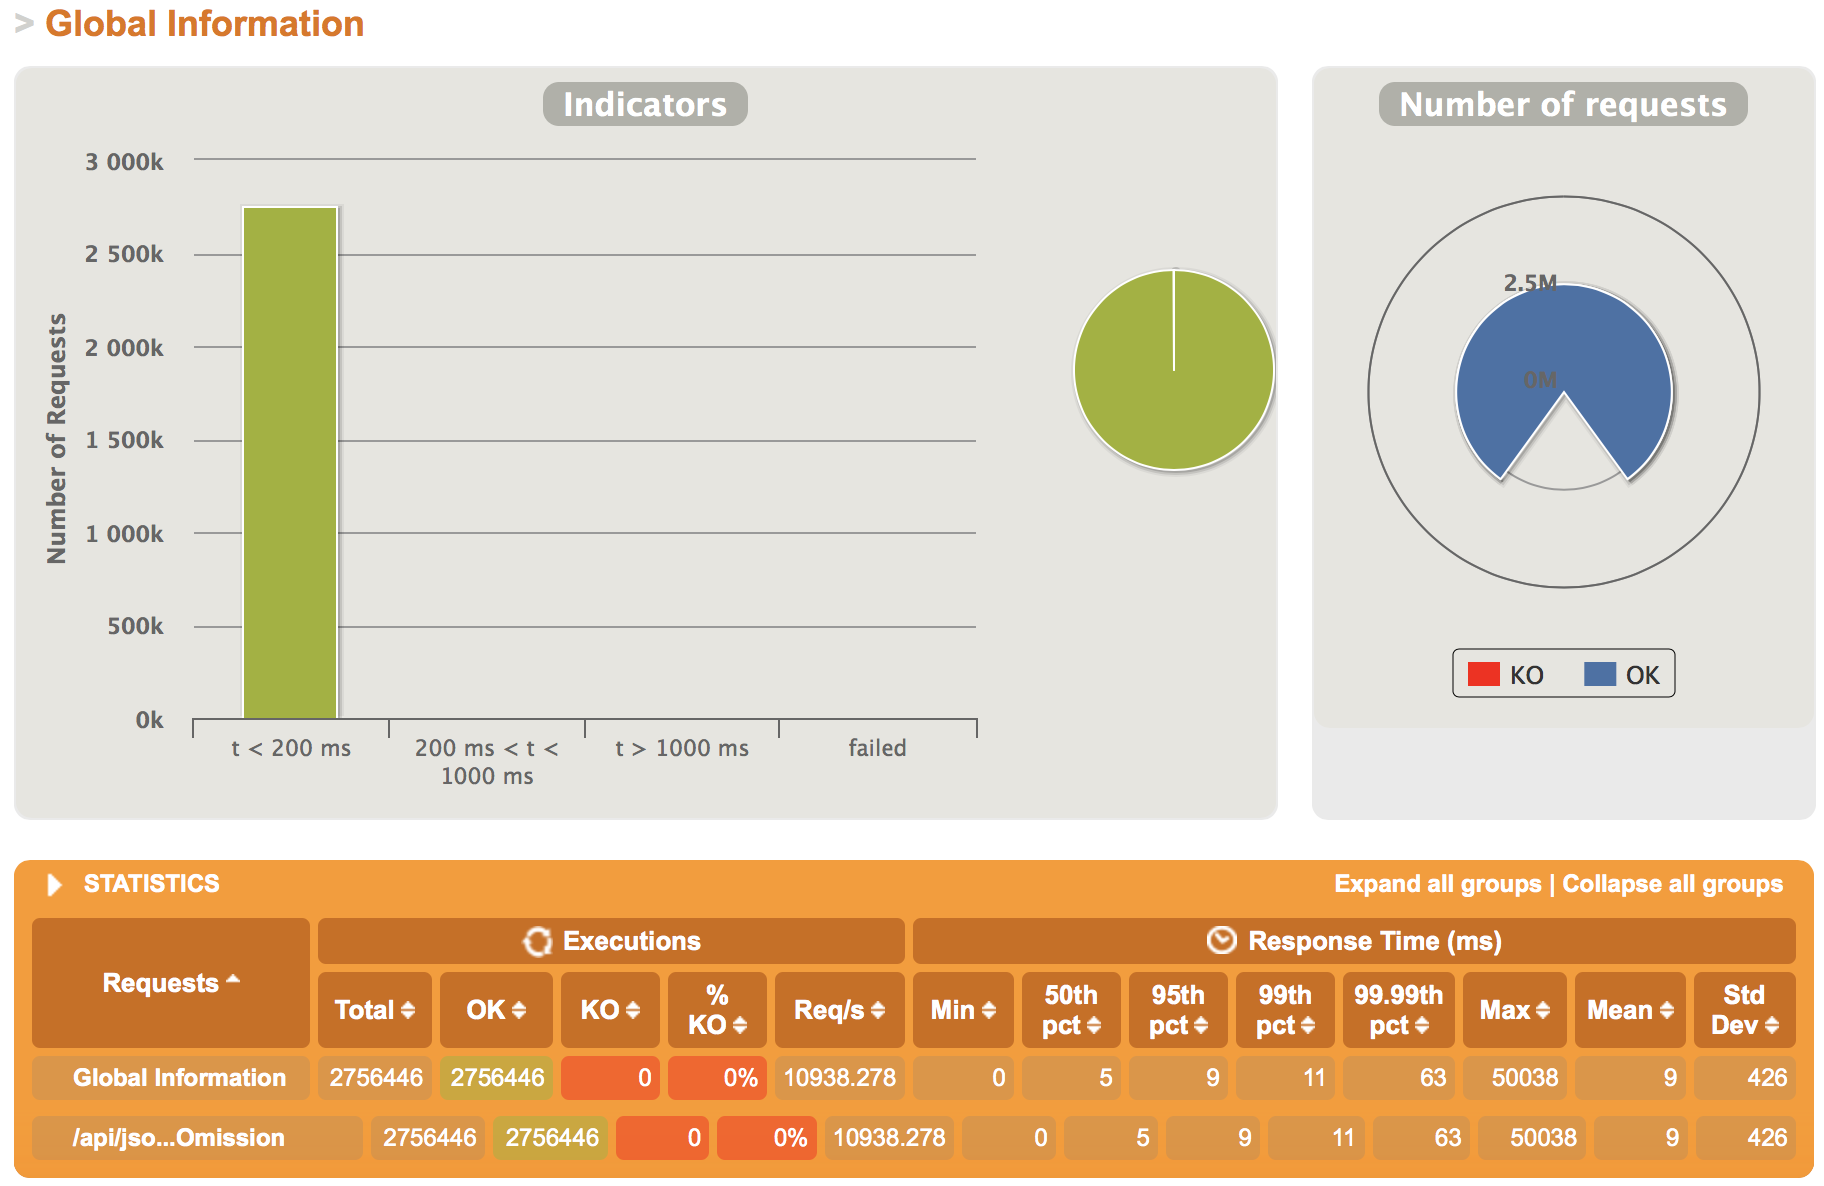 > Global Information
Indicators
3 000k
2 500k
2 000k
1 500k
1 000k
500k
0k
Number of Requests
t < 200 ms
200 ms < t <
1000 ms
t > 1000 ms
failed
Number of requests
2.5M
0M
KO OK
STATISTICS
Expand all groups | Collapse all groups
Requests Executions Response Time (ms)
Total OK KO % KO Req/s Min 50th pct 95th pct 99th pct 99.99th pct Max Mean Std Dev
Global Information 2756446 2756446 0 0% 10938.278 0 5 9 11 63 50038 9 426
/api/jso...Omission 2756446 2756446 0 0% 10938.278 0 5 9 11 63 50038 9 426